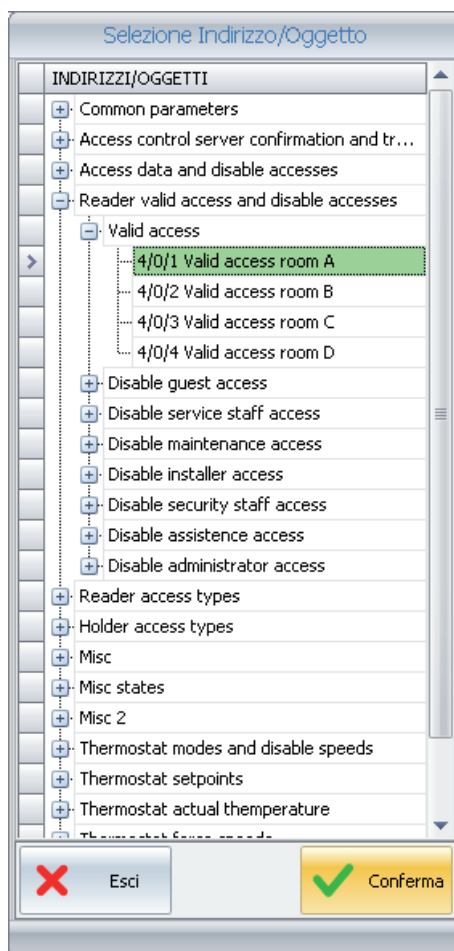 Selezione Indirizzo/Oggetto
INDIRIZZI/OGGETTI
Common parameters
Access control server confirmation and tr...
Access data and disable accesses
Reader valid access and disable accesses
Valid access
4/0/1 Valid access room A
4/0/2 Valid access room B
4/0/3 Valid access room C
4/0/4 Valid access room D
Disable guest access
Disable service staff access
Disable maintenance access
Disable installer access
Disable security staff access
Disable assistence access
Disable administrator access
Reader access types
Holder access types
Misc
Misc states
Misc 2
Thermostat modes and disable speeds
Thermostat setpoints
Thermostat actual themperature
Thermostat force speeds
Esci
Conferma